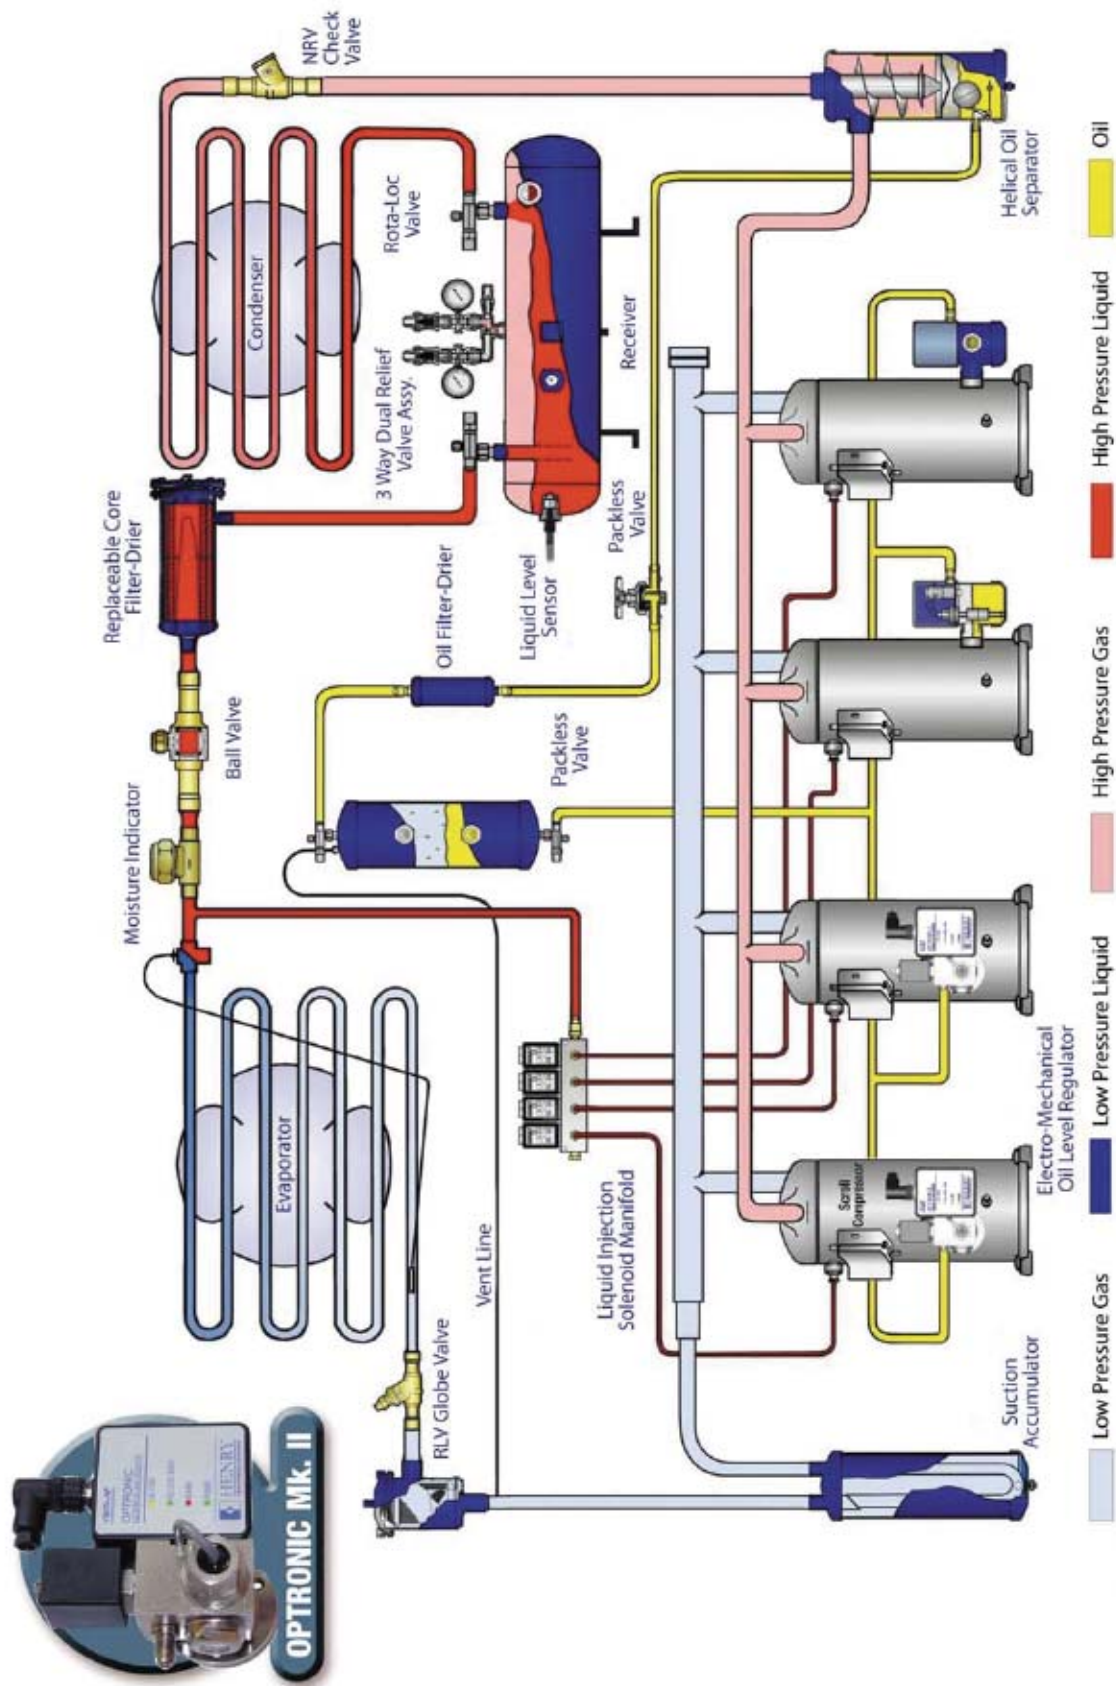 NRV
Check
Valve
Condenser
Rota-Loc
Valve
3 Way Dual Relief
Valve Assy.
Receiver
Helical Oil
Separator
Replaceable Core
Filter-Drier
Oil Filter-Drier
Liquid Level
Sensor
Packless
Valve
Ball Valve
Packless
Valve
Moisture Indicator
Evaporator
Vent Line
RLV Globe Valve
Liquid Injection
Solenoid Manifold
Scroll
Compressor
Electro-Mechanical
Oil Level Regulator
Suction
Accumulator
OPTRONIC
HENRY
OPTRONIC Mk. II
Low Pressure Gas
Low Pressure Liquid
High Pressure Gas
High Pressure Liquid
Oil